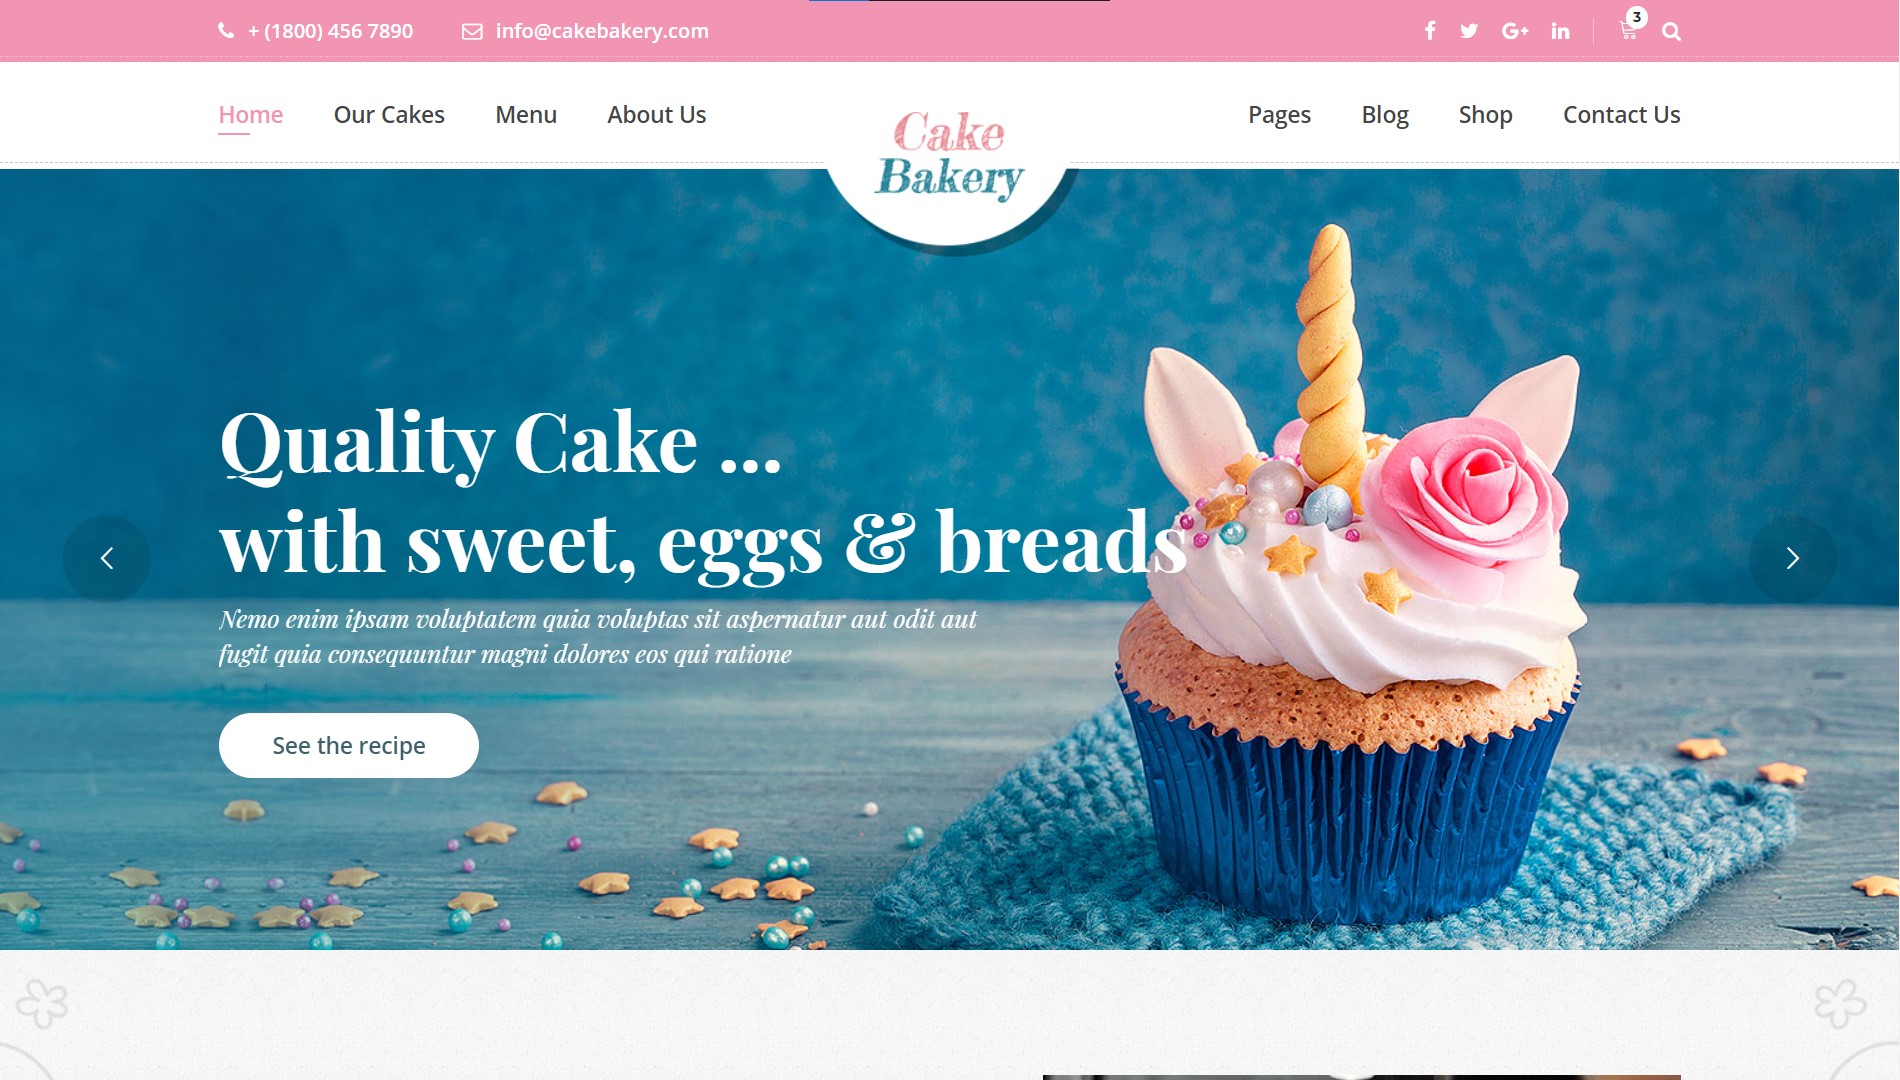 + (1800) 456 7890
info@cakebakery.com
3
Home
Our Cakes
Menu
About Us
Cake
Bakery
Pages
Blog
Shop
Contact Us
Quality Cake ...
with sweet, eggs & breads
Nemo enim ipsam voluptatem quia voluptas sit aspernatur aut odit aut
fugit quia consequuntur magni dolores eos qui ratione
See the recipe